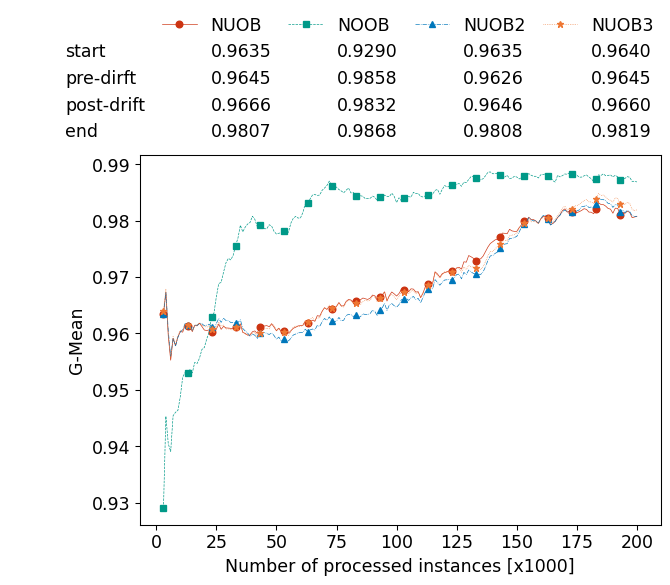 NUOB NOOB NUOB2 NUOB3
start 0.9635 0.9290 0.9635 0.9640
pre-dirft 0.9645 0.9858 0.9626 0.9645
post-drift 0.9666 0.9832 0.9646 0.9660
end 0.9807 0.9868 0.9808 0.9819
0.99
0.98
0.97
0.96
0.95
0.94
0.93
G-Mean
0 25 50 75 100 125 150 175 200
Number of processed instances [x1000]